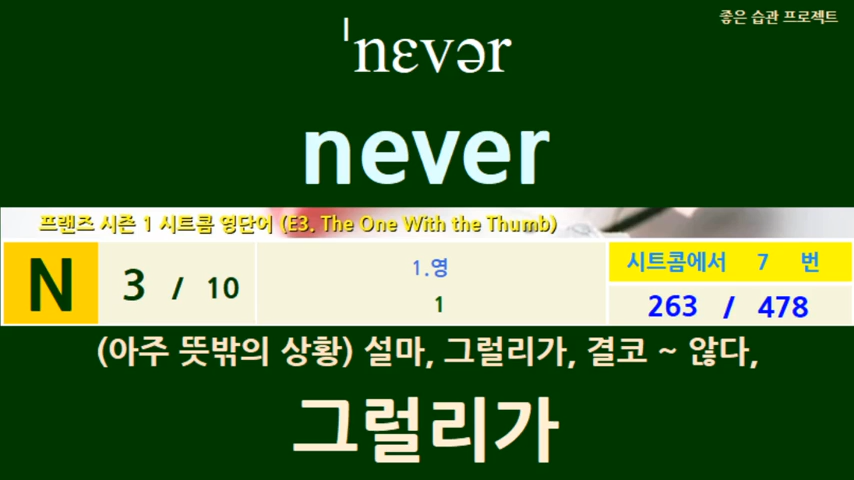 좋은 습관 프로젝트
ˈnɛvər
never
프랜즈 시즌 1 시트콤 영단어 (E3. The One With the Thumb)
N 3 / 10
1.영
1
시트콤에서 7 번
263 / 478
(아주 뜻밖의 상황) 설마, 그럴리가, 결코 ~ 않다,
그럴리가